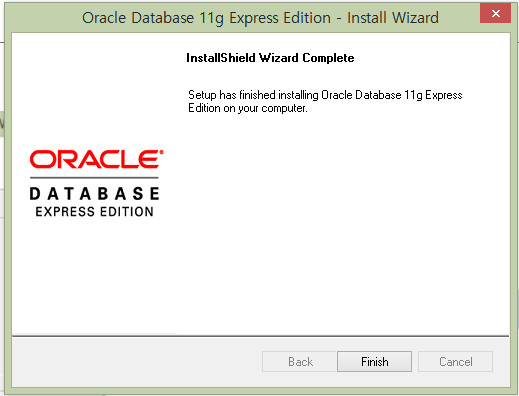 Oracle Database 11g Express Edition - Install Wizard
InstallShield Wizard Complete
Setup has finished installing Oracle Database 11g Express
Edition on your computer.
ORACLE®
DATABASE
EXPRESS EDITION
Back
Finish
Cancel